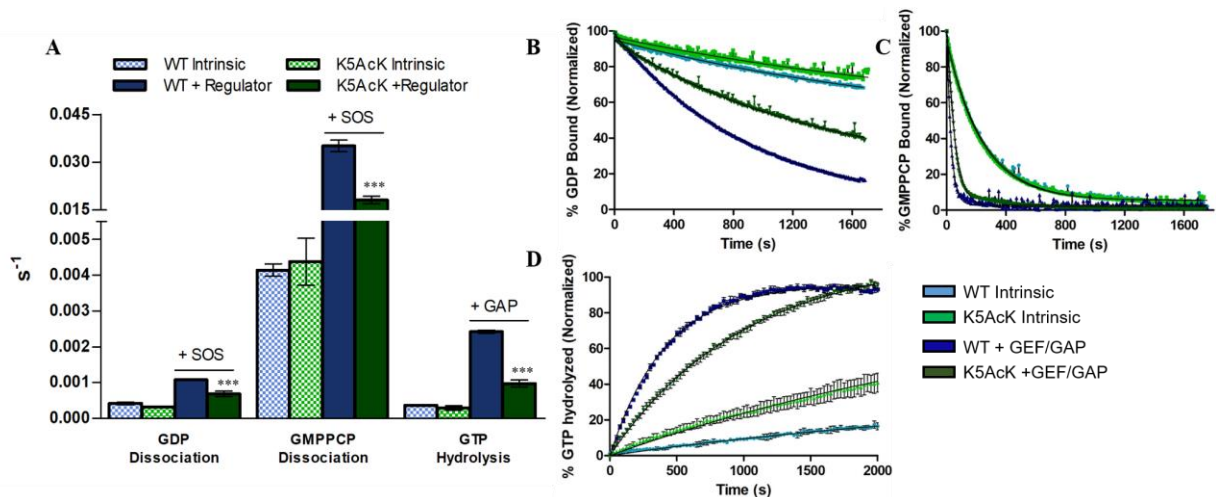 A
WT Intrinsic
K5AcK Intrinsic
WT + Regulator
K5AcK +Regulator
0.045
0.030
0.015
0.005
0.004
0.003
0.002
0.001
0.000
s⁻¹
+ SOS
***
+ SOS
***
+ GAP
***
GDP
Dissociation
GMPPCP
Dissociation
GTP
Hydrolysis
B
% GDP Bound (Normalized)
100
80
60
40
20
0
0
400
800
1200
1600
Time (s)
C
%GMPPCP Bound (Normalized)
100
80
60
40
20
0
0
400
800
1200
1600
Time (s)
D
% GTP hydrolyzed (Normalized)
100
80
60
40
20
0
0
500
1000
1500
2000
Time (s)
WT Intrinsic
K5AcK Intrinsic
WT + GEF/GAP
K5AcK +GEF/GAP